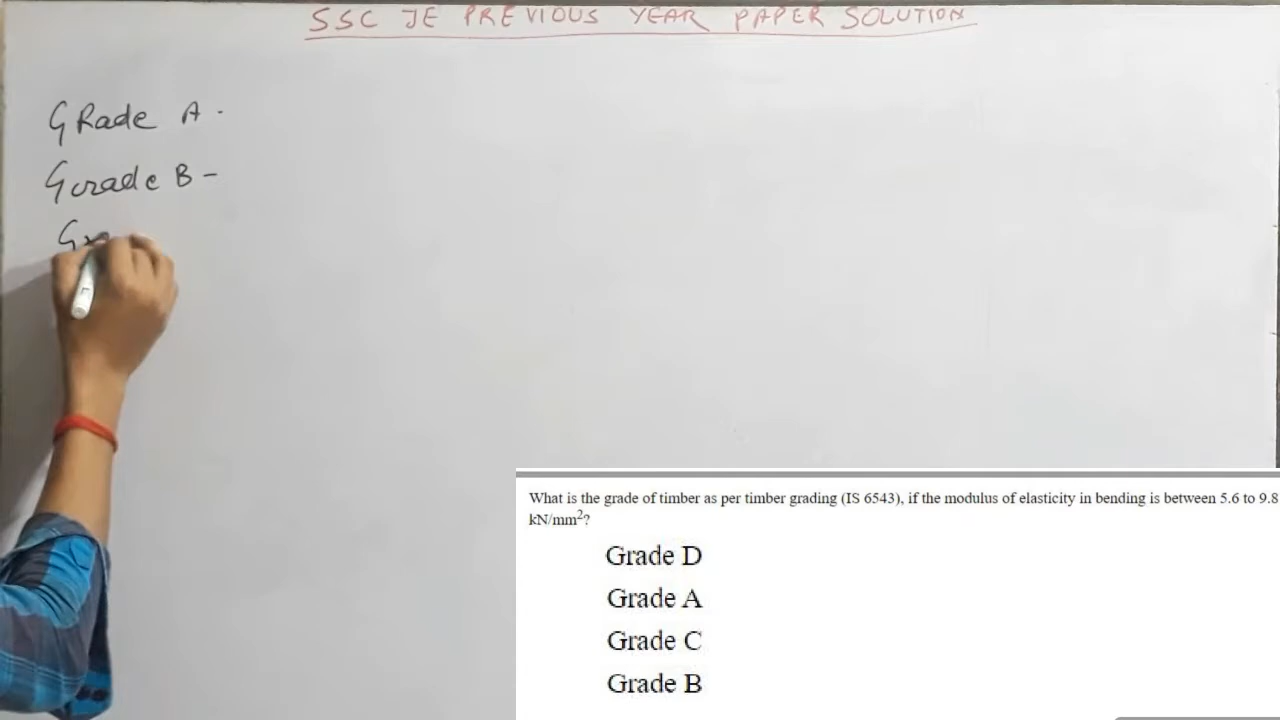 SSC JE PREVIOUS YEAR PAPER SOLUTION
GRade A -
Grade B -
What is the grade of timber as per timber grading (IS 6543), if the modulus of elasticity in bending is between 5.6 to 9.8
kN/mm²?
Grade D
Grade A
Grade C
Grade B